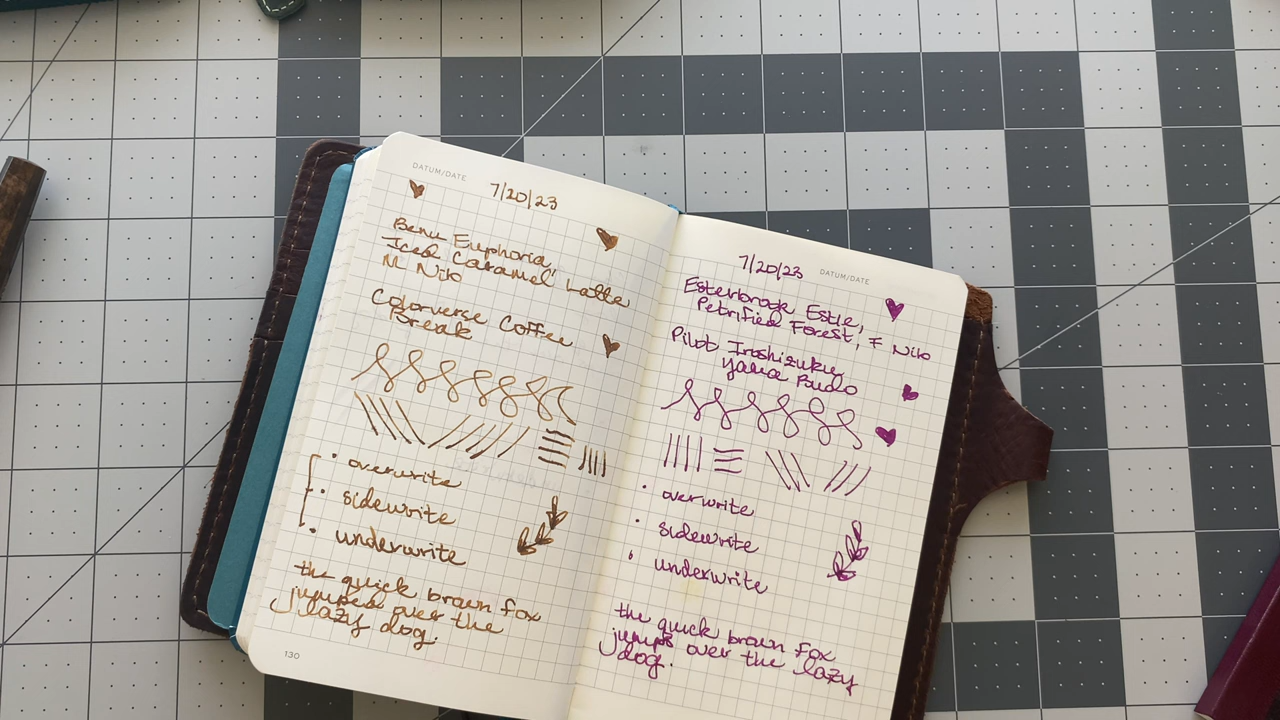 DATUM/DATE
7/20/23
Benu Euphoria,
Iced Caramel Latte
M Nib
Colorverse Coffee
Break
• overwrite
• sidewrite
• underwrite
the quick brown fox
jumped over the
lazy dog.
130
7/20/23 DATUM/DATE
Esterbrook Estie,
Petrified Forest, F Nib
Pilot Iroshizuku
yama Budo
• overwrite
• sidewrite
• underwrite
the quick brown fox
jumps over the lazy
dog.